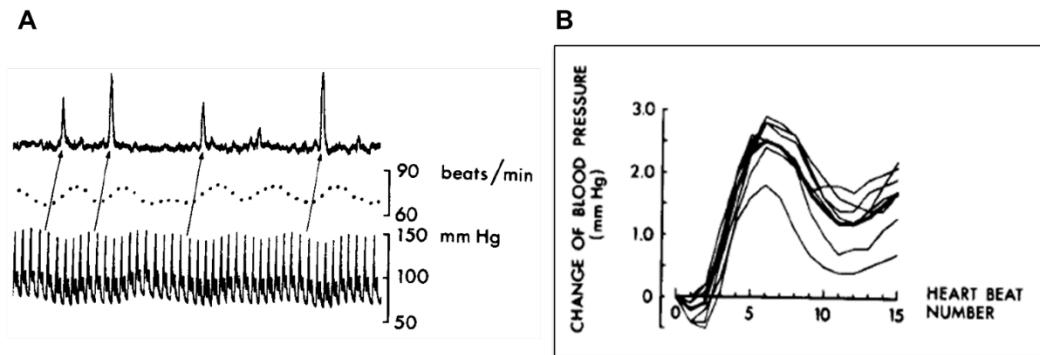 A
90
beats/min
60
150
mm Hg
100
50
B
CHANGE OF BLOOD PRESSURE
(mm Hg)
3.0
2.0
1.0
0
0
5
10
15
HEART BEAT
NUMBER